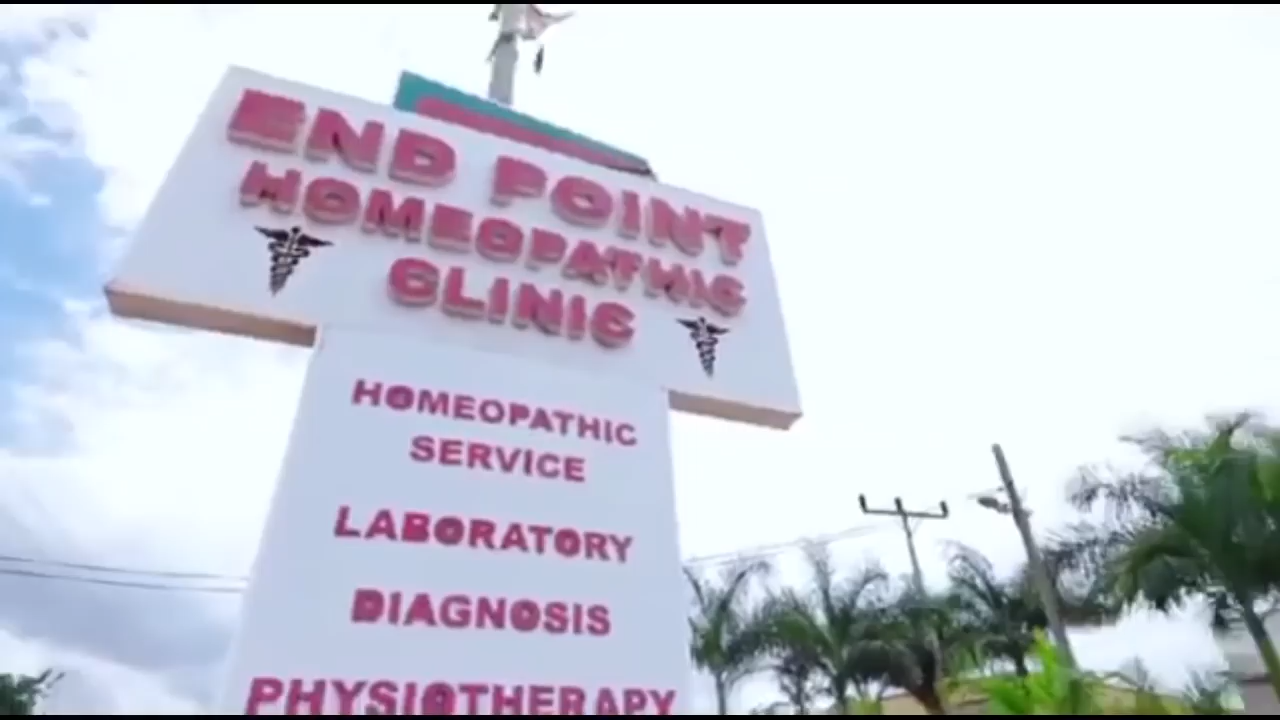 END POINT
HOMEOPATHIC
CLINIC
HOMEOPATHIC
SERVICE
LABORATORY
DIAGNOSIS
PHYSIOTHERAPY